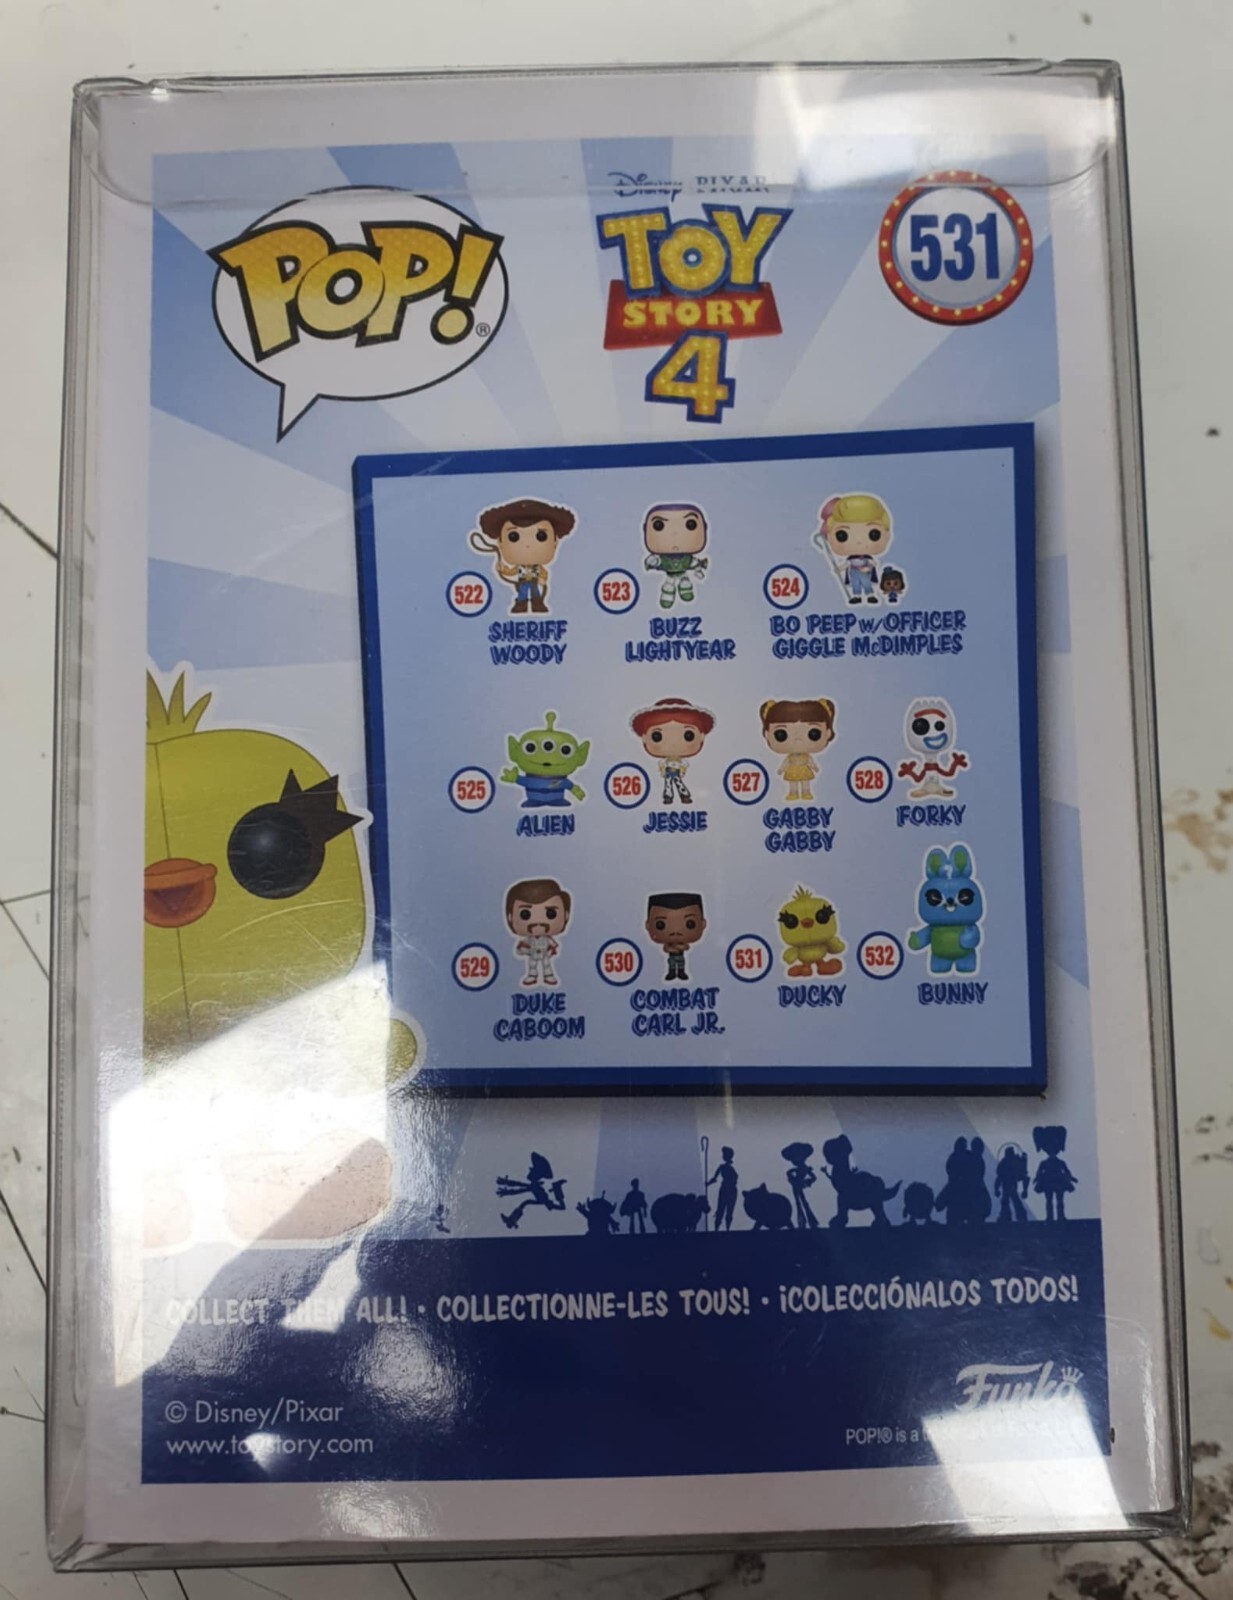 Disney PIXAR
POP!®
TOY
STORY
4
531
522
SHERIFF
WOODY
523
BUZZ
LIGHTYEAR
524
BO PEEP w/OFFICER
GIGGLE McDIMPLES
525
ALIEN
526
JESSIE
527
GABBY
GABBY
528
FORKY
529
DUKE
CABOOM
530
COMBAT
CARL JR.
531
DUCKY
532
BUNNY
COLLECT THEM ALL! • COLLECTIONNE-LES TOUS! • ¡COLECCIÓNALOS TODOS!
© Disney/Pixar
www.toystory.com
Funko
POP!® is a